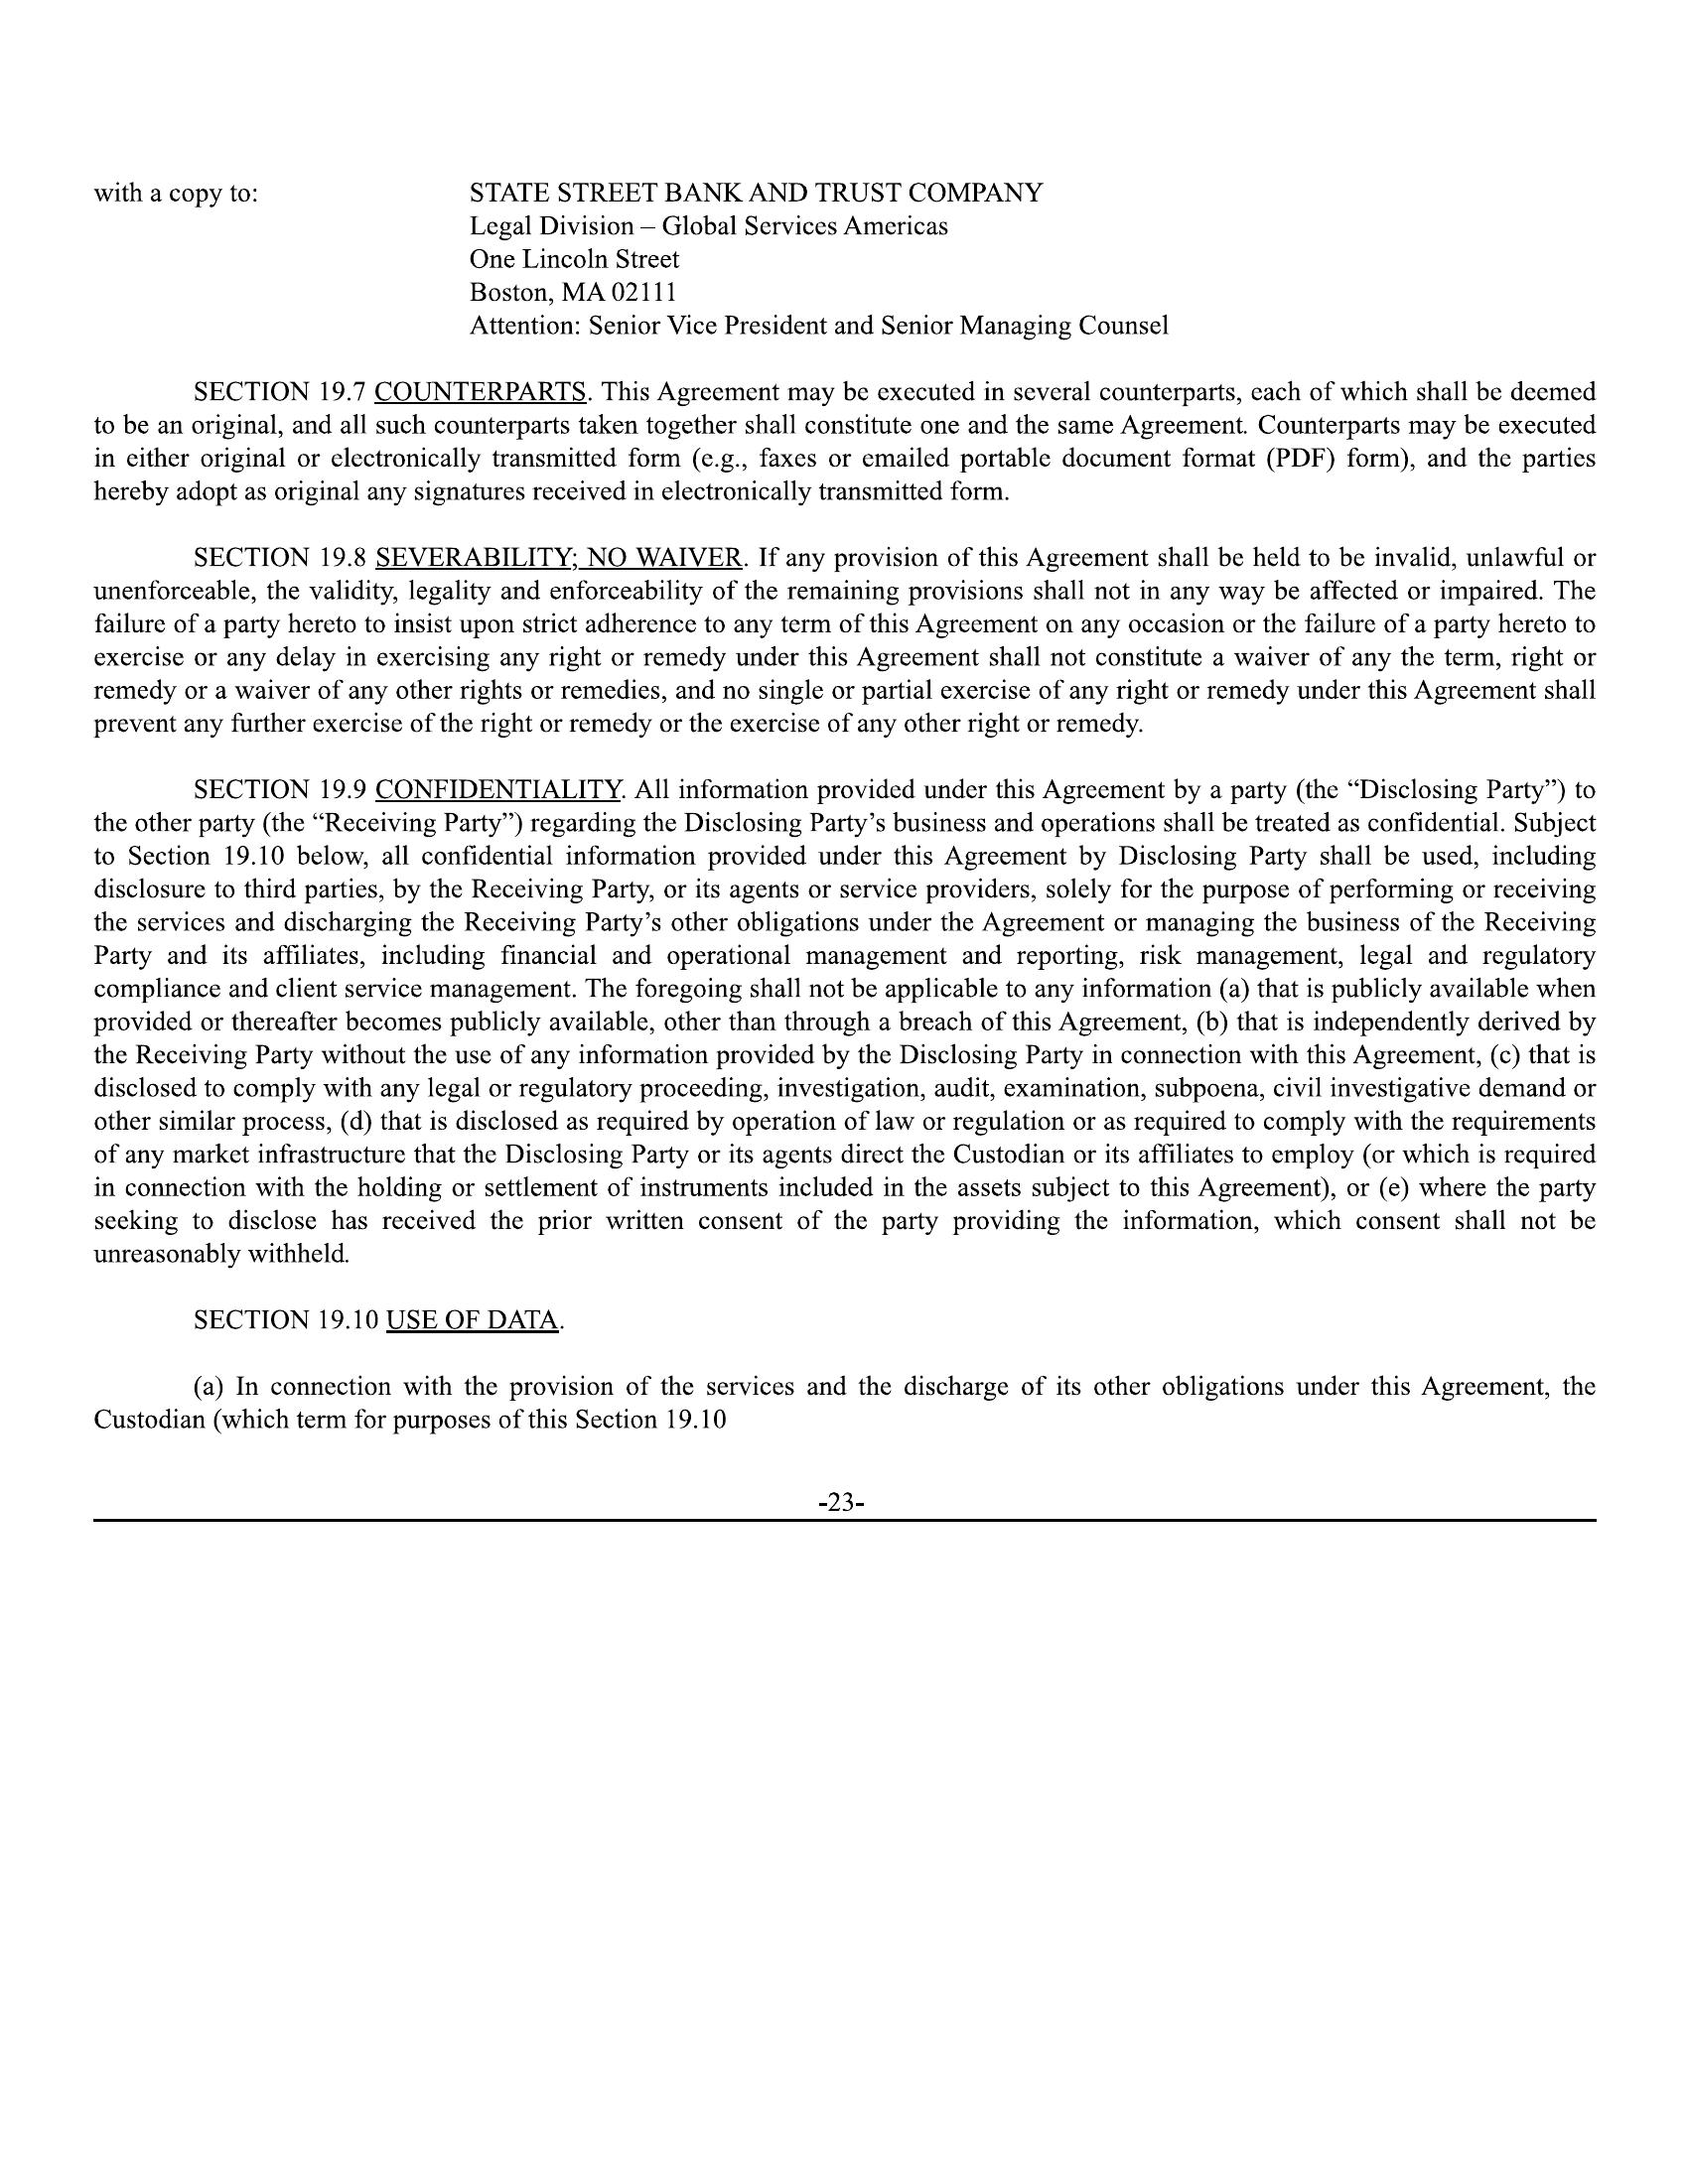 with a copy to: STATE STREET BANK AND TRUST COMPANY
Legal Division – Global Services Americas
One Lincoln Street
Boston, MA 02111
Attention: Senior Vice President and Senior Managing Counsel
SECTION 19.7 COUNTERPARTS. This Agreement may be executed in several counterparts, each of which shall be deemed
to be an original, and all such counterparts taken together shall constitute one and the same Agreement. Counterparts may be executed
in either original or electronically transmitted form (e.g., faxes or emailed portable document format (PDF) form), and the parties
hereby adopt as original any signatures received in electronically transmitted form.
SECTION 19.8 SEVERABILITY; NO WAIVER. If any provision of this Agreement shall be held to be invalid, unlawful or
unenforceable, the validity, legality and enforceability of the remaining provisions shall not in any way be affected or impaired. The
failure of a party hereto to insist upon strict adherence to any term of this Agreement on any occasion or the failure of a party hereto to
exercise or any delay in exercising any right or remedy under this Agreement shall not constitute a waiver of any the term, right or
remedy or a waiver of any other rights or remedies, and no single or partial exercise of any right or remedy under this Agreement shall
prevent any further exercise of the right or remedy or the exercise of any other right or remedy.
SECTION 19.9 CONFIDENTIALITY. All information provided under this Agreement by a party (the “Disclosing Party”) to
the other party (the “Receiving Party”) regarding the Disclosing Party’s business and operations shall be treated as confidential. Subject
to Section 19.10 below, all confidential information provided under this Agreement by Disclosing Party shall be used, including
disclosure to third parties, by the Receiving Party, or its agents or service providers, solely for the purpose of performing or receiving
the services and discharging the Receiving Party’s other obligations under the Agreement or managing the business of the Receiving
Party and its affiliates, including financial and operational management and reporting, risk management, legal and regulatory
compliance and client service management. The foregoing shall not be applicable to any information (a) that is publicly available when
provided or thereafter becomes publicly available, other than through a breach of this Agreement, (b) that is independently derived by
the Receiving Party without the use of any information provided by the Disclosing Party in connection with this Agreement, (c) that is
disclosed to comply with any legal or regulatory proceeding, investigation, audit, examination, subpoena, civil investigative demand or
other similar process, (d) that is disclosed as required by operation of law or regulation or as required to comply with the requirements
of any market infrastructure that the Disclosing Party or its agents direct the Custodian or its affiliates to employ (or which is required
in connection with the holding or settlement of instruments included in the assets subject to this Agreement), or (e) where the party
seeking to disclose has received the prior written consent of the party providing the information, which consent shall not be
unreasonably withheld.
SECTION 19.10 USE OF DATA.
(a) In connection with the provision of the services and the discharge of its other obligations under this Agreement, the
Custodian (which term for purposes of this Section 19.10
-23-